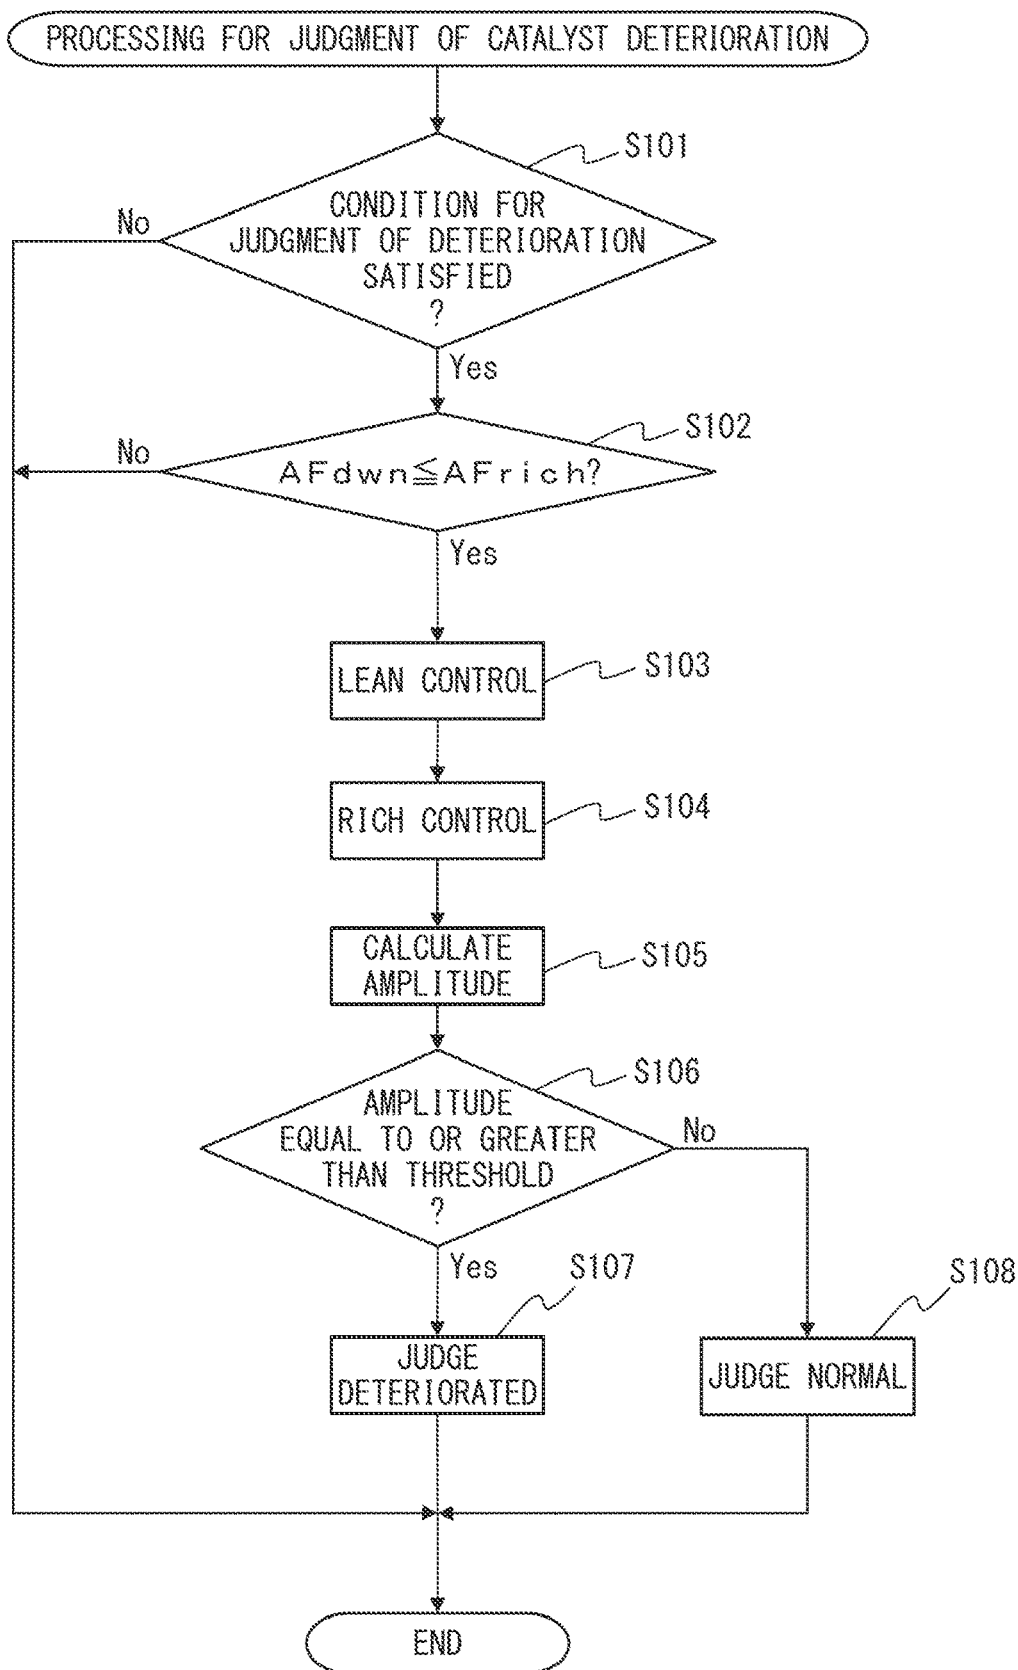 PROCESSING FOR JUDGMENT OF CATALYST DETERIORATION
S101
CONDITION FOR
JUDGMENT OF DETERIORATION
SATISFIED
?
No
Yes
S102
AFdwn≦AFrich?
No
Yes
S103
LEAN CONTROL
S104
RICH CONTROL
S105
CALCULATE
AMPLITUDE
S106
AMPLITUDE
EQUAL TO OR GREATER
THAN THRESHOLD
?
No
Yes
S107
JUDGE
DETERIORATED
S108
JUDGE NORMAL
END